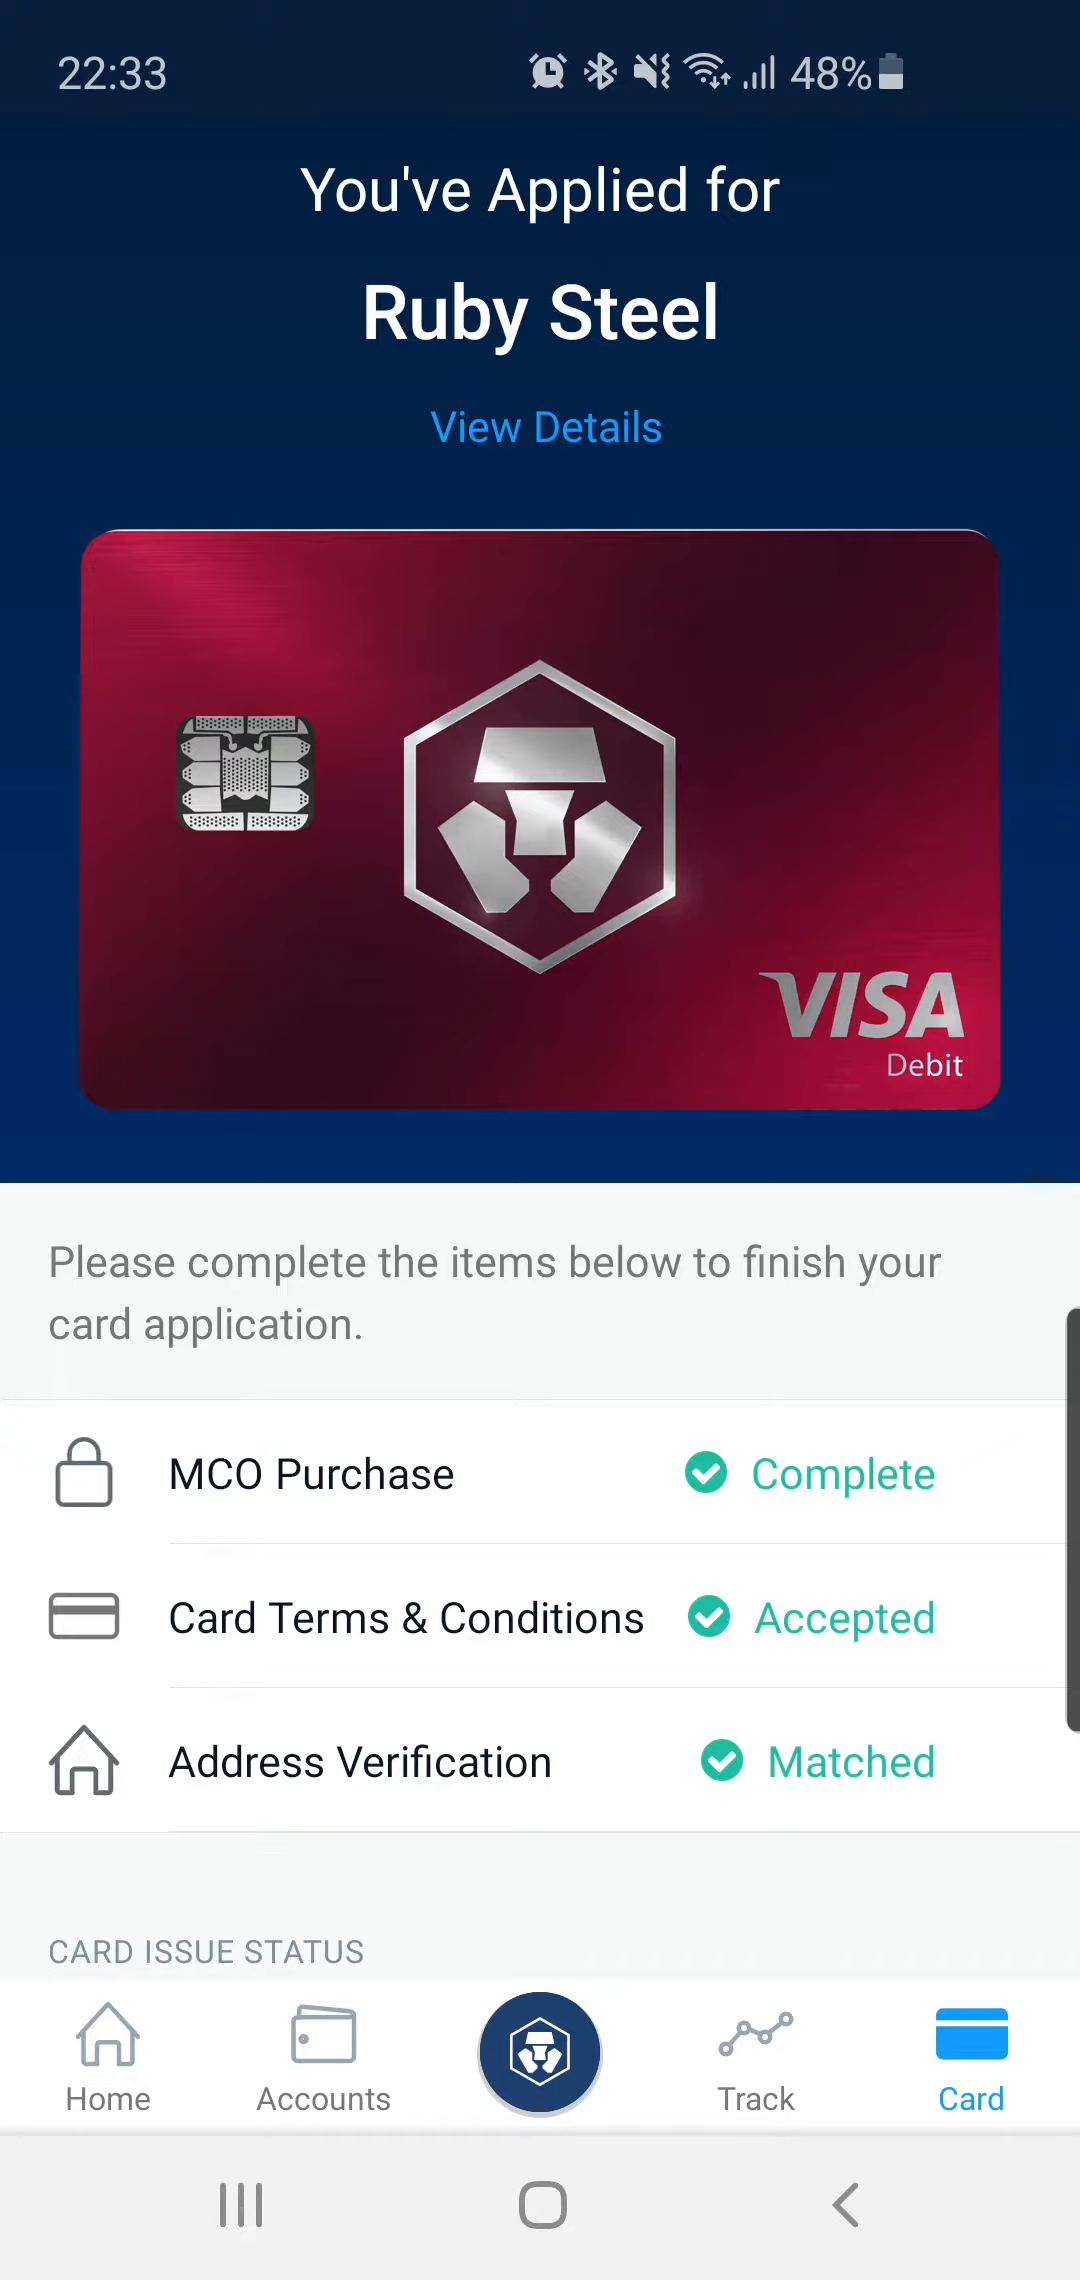 22:33 48%
You've Applied for
Ruby Steel
View Details
VISA
Debit
Please complete the items below to finish your
card application.
MCO Purchase Complete
Card Terms & Conditions Accepted
Address Verification Matched
CARD ISSUE STATUS
Home Accounts Track Card